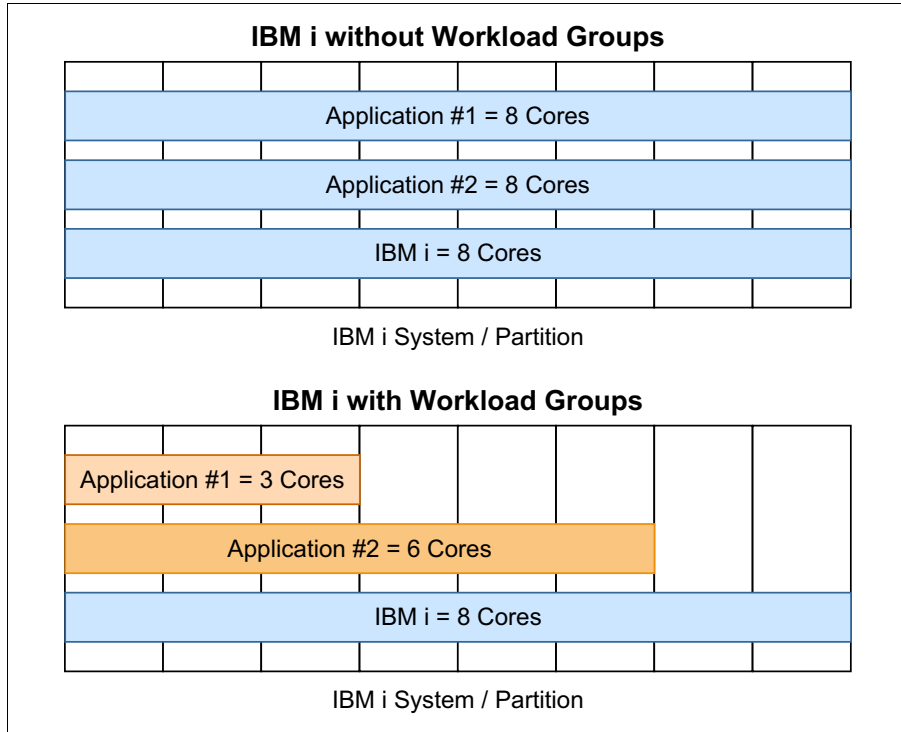 IBM i without Workload Groups
Application #1 = 8 Cores
Application #2 = 8 Cores
IBM i = 8 Cores
IBM i System / Partition
IBM i with Workload Groups
Application #1 = 3 Cores
Application #2 = 6 Cores
IBM i = 8 Cores
IBM i System / Partition